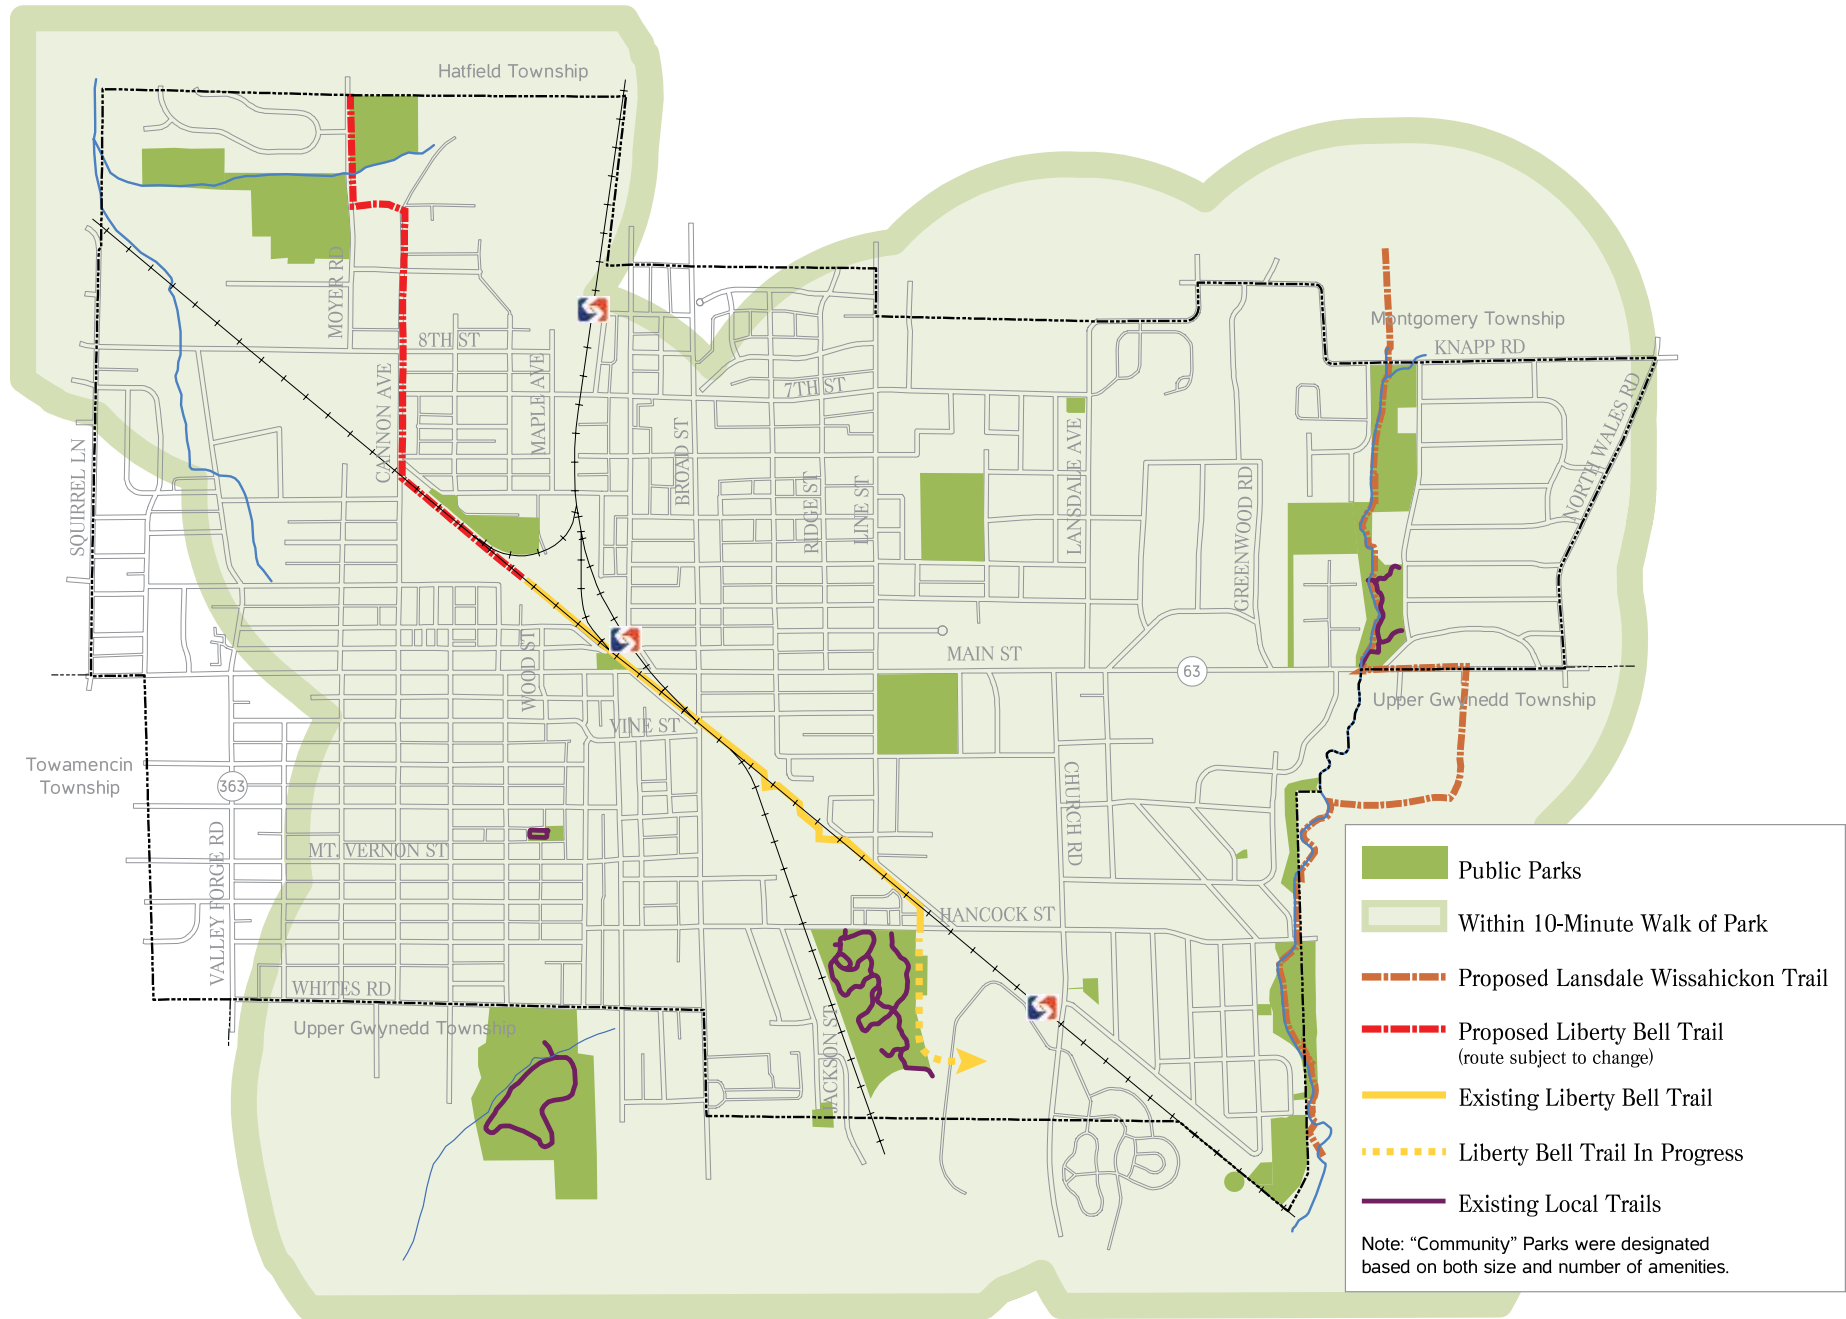 Hatfield Township
MOYER RD
8TH ST
CANNON AVE
MAPLE AVE
SQUIRREL LN
BROAD ST
7TH ST
RIDGE ST
LINE ST
LANSDALE AVE
GREENWOOD RD
Montgomery Township
KNAPP RD
NORTH WALES RD
MAIN ST
63
Upper Gwynedd Township
WOOD ST
VINE ST
Towamencin
Township
363
CHURCH RD
MT. VERNON ST
VALLEY FORGE RD
HANCOCK ST
WHITES RD
Upper Gwynedd Township
JACKSON ST
Public Parks
Within 10-Minute Walk of Park
Proposed Lansdale Wissahickon Trail
Proposed Liberty Bell Trail
(route subject to change)
Existing Liberty Bell Trail
Liberty Bell Trail In Progress
Existing Local Trails
Note: “Community” Parks were designated
based on both size and number of amenities.